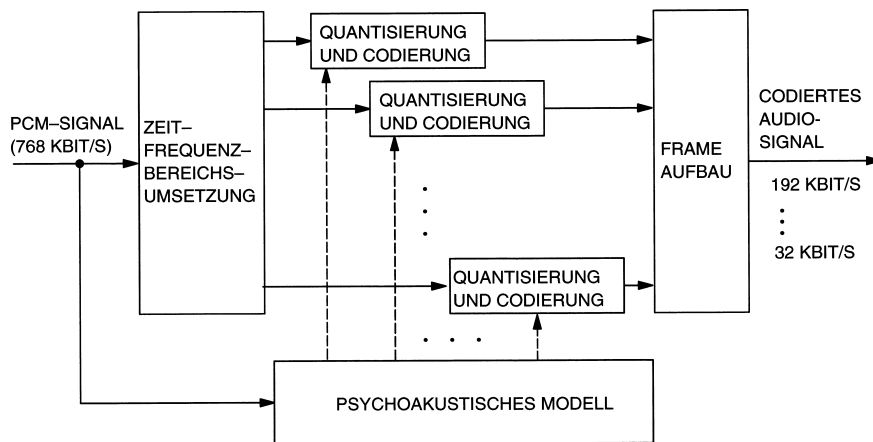 PCM–SIGNAL
(768 KBIT/S)
ZEIT–
FREQUENZ–
BEREICHS–
UMSETZUNG
QUANTISIERUNG
UND CODIERUNG
QUANTISIERUNG
UND CODIERUNG
QUANTISIERUNG
UND CODIERUNG
FRAME
AUFBAU
CODIERTES
AUDIO-
SIGNAL
192 KBIT/S
32 KBIT/S
PSYCHOAKUSTISCHES MODELL